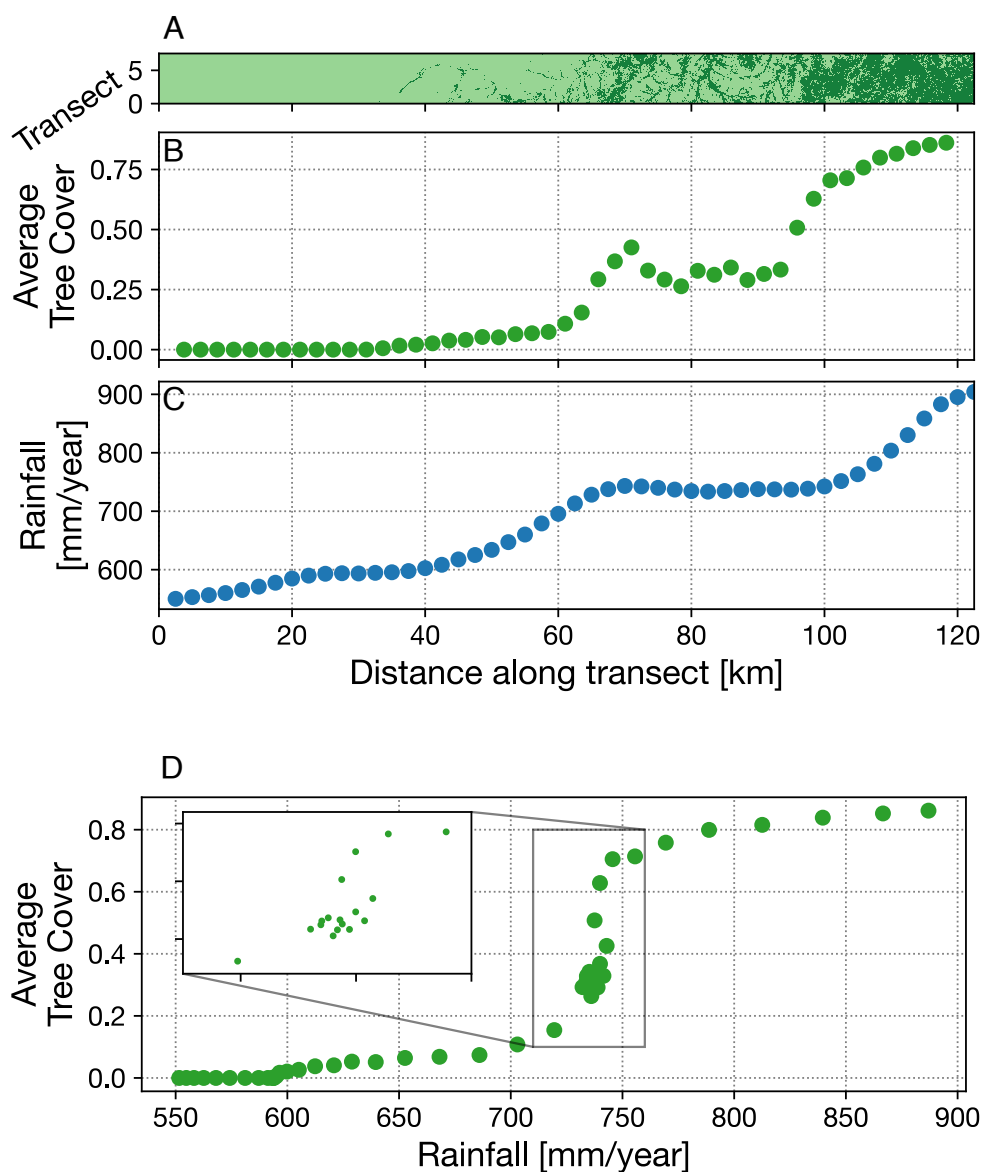 A
Transect
5
0
B
Average
Tree Cover
0.75
0.50
0.25
0.00
C
Rainfall
[mm/year]
900
800
700
600
0 20 40 60 80 100 120
Distance along transect [km]
D
Average
Tree Cover
0.8
0.6
0.4
0.2
0.0
550 600 650 700 750 800 850 900
Rainfall [mm/year]